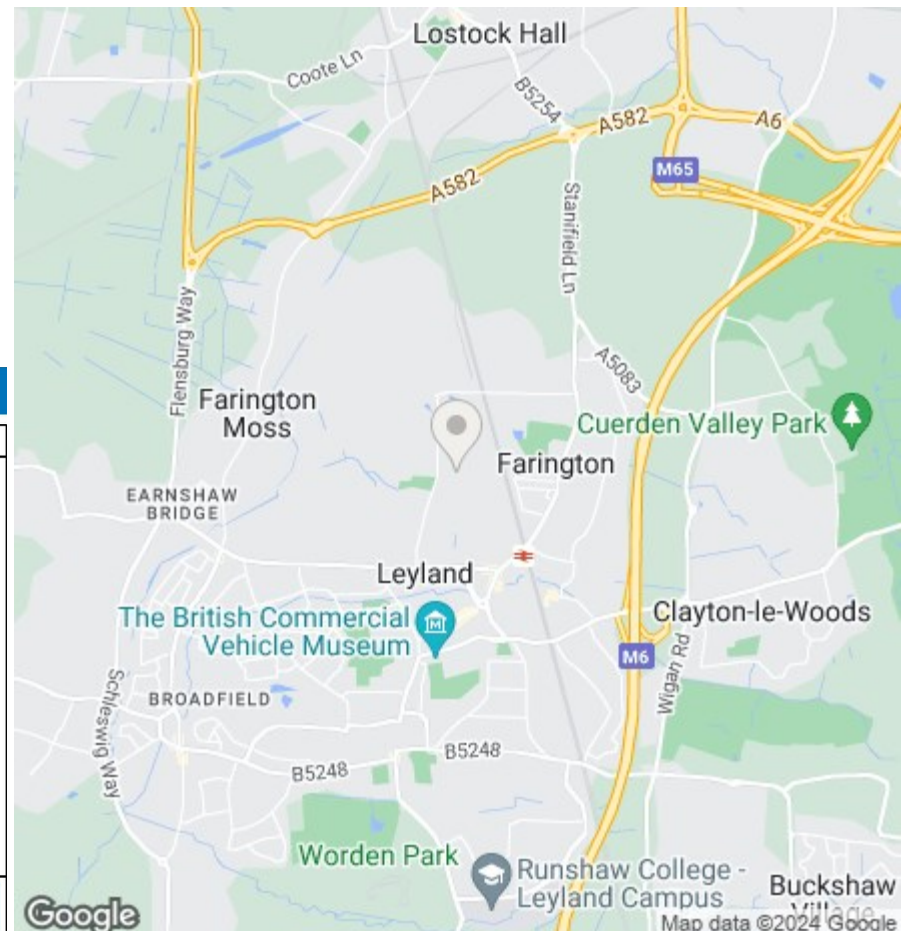 Lostock Hall
Coote Ln
B5254
A582
A6
M65
A582
Stanifield Ln
Flensburg Way
A5083
Farington
Moss
Cuerden Valley Park
Farington
EARNSHAW
BRIDGE
Leyland
The British Commercial
Vehicle Museum
Clayton-le-Woods
M6
Wigan Rd
Schleswig Way
BROADFIELD
B5248
B5248
Worden Park
Runshaw College -
Leyland Campus
Buckshaw
Village
Google
Map data ©2024 Google